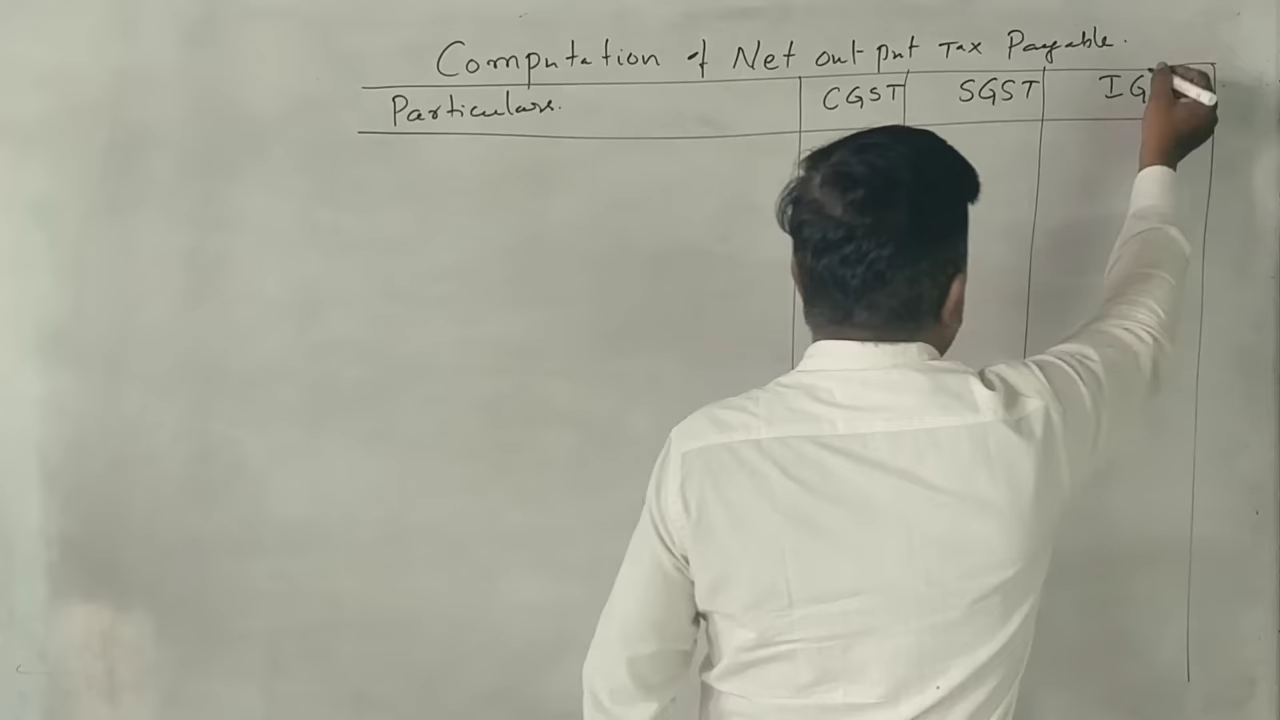 Computation of Net output Tax Payable.
Particulars. CGST SGST IG